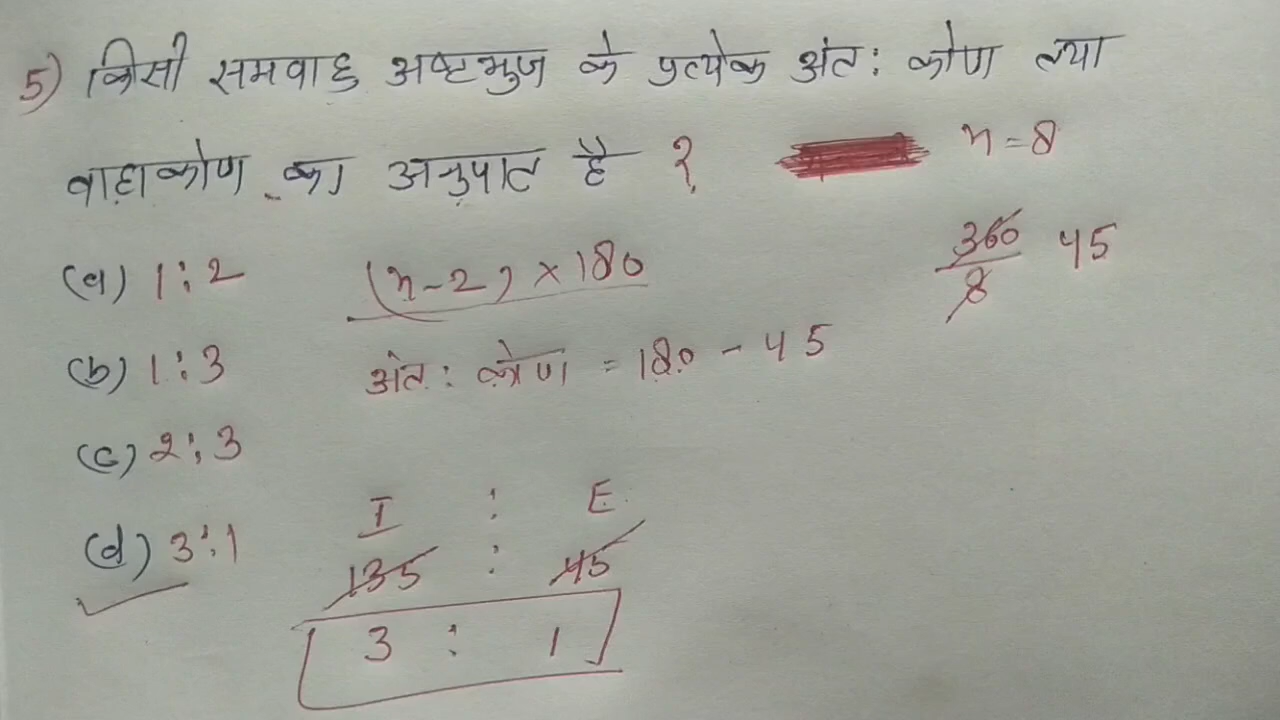 5) किसी समवाहु अष्टभुज के प्रत्येक अंत: कोण तथा
वाह्यकोण का अनुपात है ? n = 8
(a) 1 : 2 (n - 2) × 180 360/8 45
(b) 1 : 3 अंत: कोण = 180 - 45
(c) 2 : 3
I : E
(d) 3 : 1 135 : 45
3 : 1